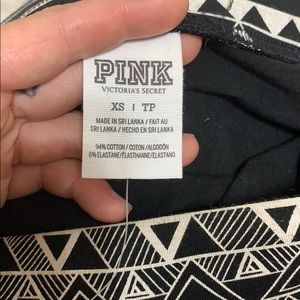 PINK
VICTORIA'S SECRET
XS | TP
MADE IN SRI LANKA / FAIT AU
SRI LANKA / HECHO EN SRI LANKA
94% COTTON / COTON / ALGODÓN
6% ELASTANE / ÉLASTHANNE / ELASTANO